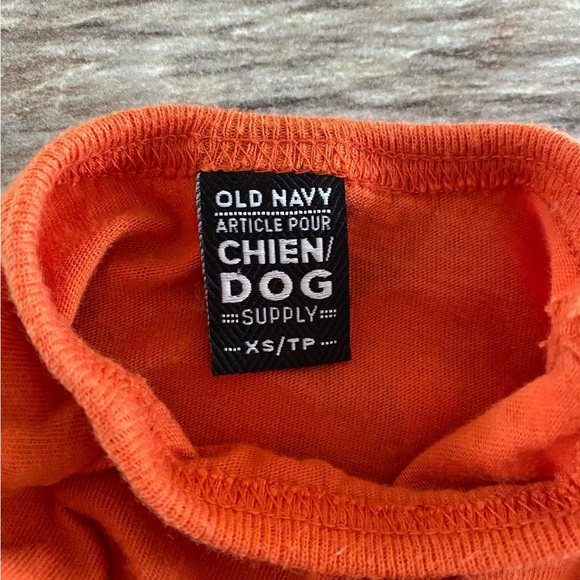 OLD NAVY
ARTICLE POUR
CHIEN/
DOG
SUPPLY
XS/TP